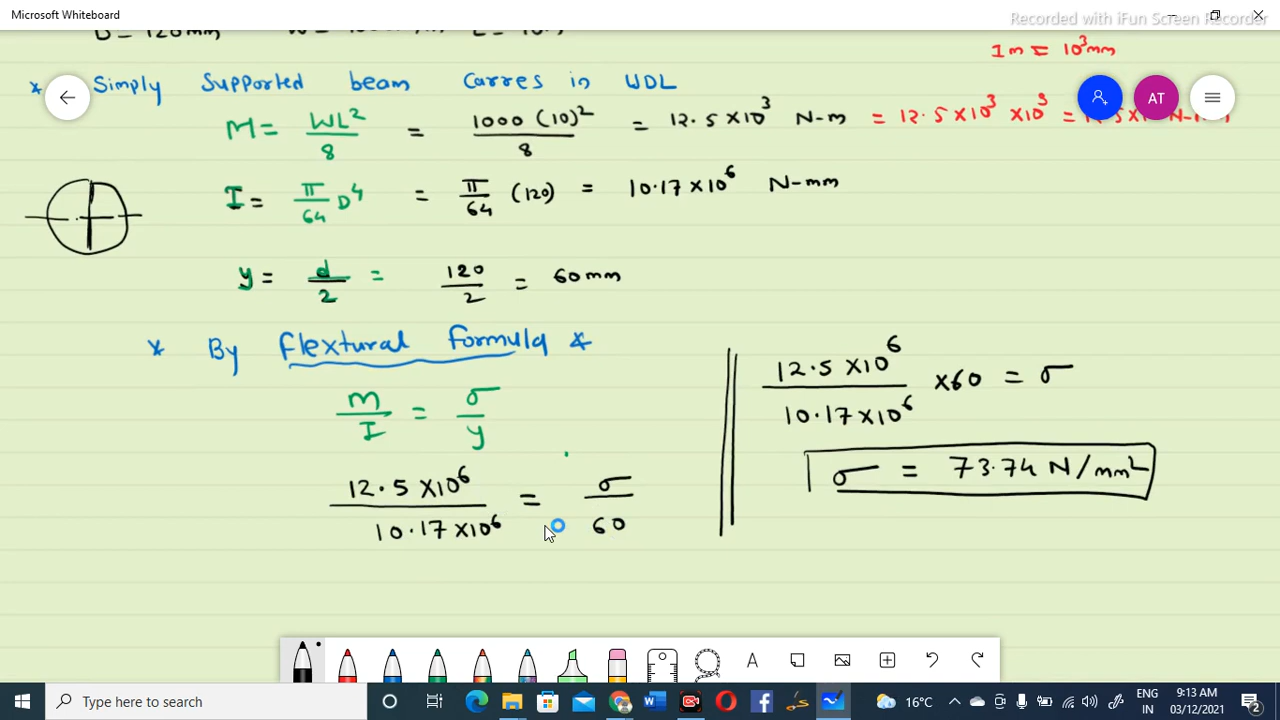 Microsoft Whiteboard
Recorded with iFun Screen Recorder
= 120mm
1m = 10³mm
* Simply Supported beam Carres in UDL
AT
M = WL²/8 = 1000 (10)²/8 = 12.5 x10³ N-m = 12.5 x10³ x10³ =
I = π/64 D⁴ = π/64 (120) = 10.17 x10⁶ N-mm
y = d/2 = 120/2 = 60mm
* By flextural formula *
M/I = σ/y
12.5 x10⁶/10.17 x10⁶ = σ/60
12.5 x10⁶/10.17 x10⁶ x60 = σ
σ = 73.74 N/mm²
Type here to search
16°C
ENG
IN
9:13 AM
03/12/2021
2